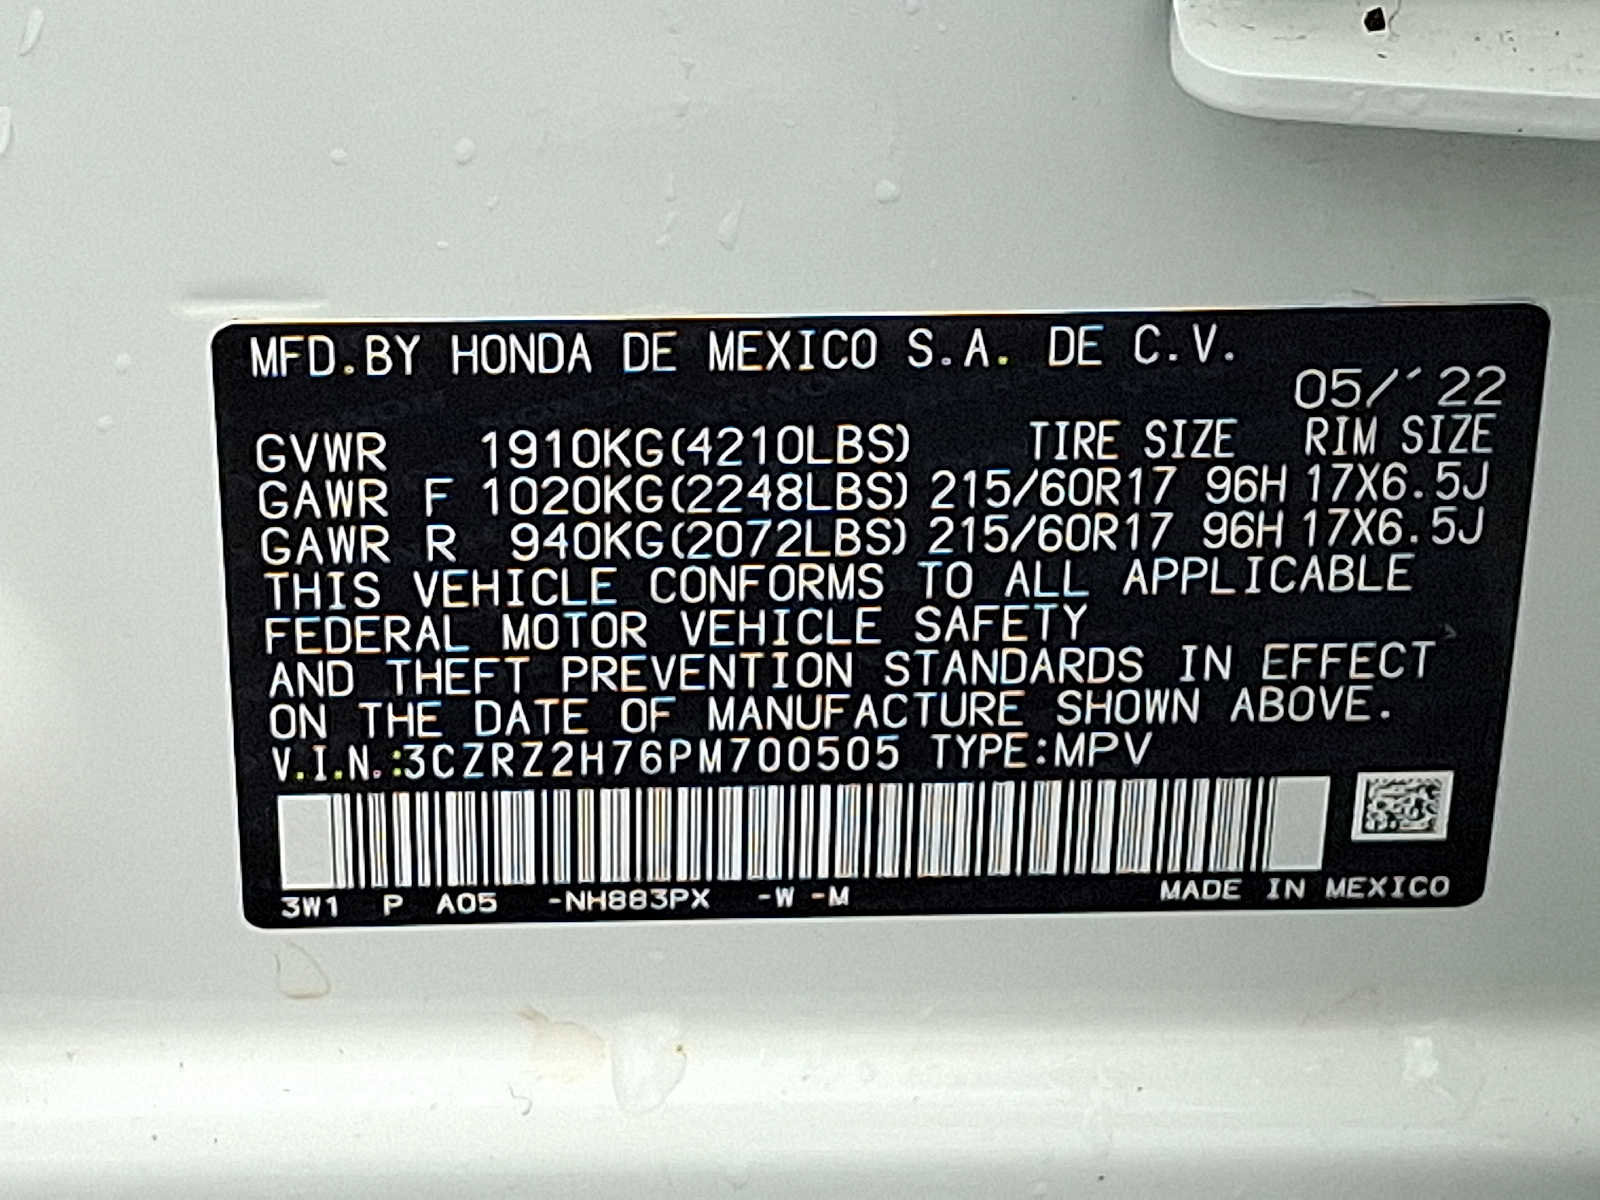 MFD.BY HONDA DE MEXICO S.A. DE C.V.
05/'22
GVWR 1910KG(4210LBS) TIRE SIZE RIM SIZE
GAWR F 1020KG(2248LBS) 215/60R17 96H 17X6.5J
GAWR R 940KG(2072LBS) 215/60R17 96H 17X6.5J
THIS VEHICLE CONFORMS TO ALL APPLICABLE
FEDERAL MOTOR VEHICLE SAFETY
AND THEFT PREVENTION STANDARDS IN EFFECT
ON THE DATE OF MANUFACTURE SHOWN ABOVE.
V.I.N.:3CZRZ2H76PM700505 TYPE:MPV
3W1 P A05 -NH883PX -W -M MADE IN MEXICO